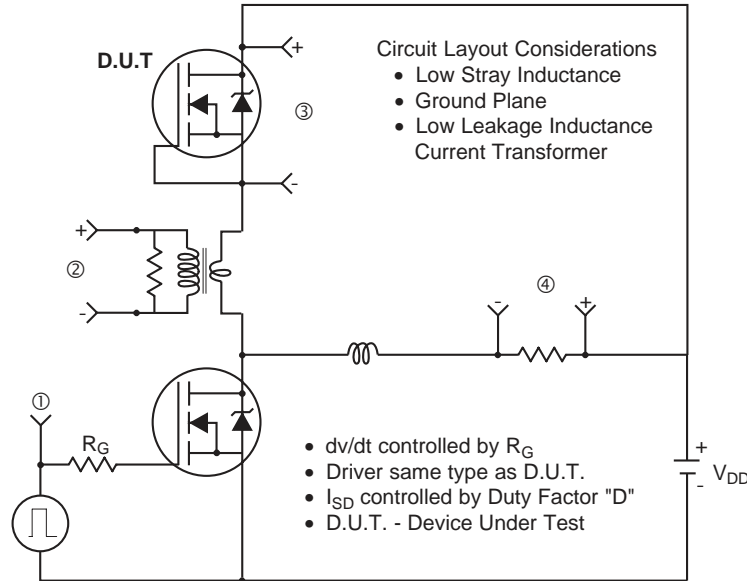 D.U.T
+
Circuit Layout Considerations
• Low Stray Inductance
• Ground Plane
• Low Leakage Inductance
Current Transformer
③
-
+
②
-
④
- +
①
R_G
• dv/dt controlled by R_G
• Driver same type as D.U.T.
• I_SD controlled by Duty Factor "D"
• D.U.T. - Device Under Test
+
V_DD
-